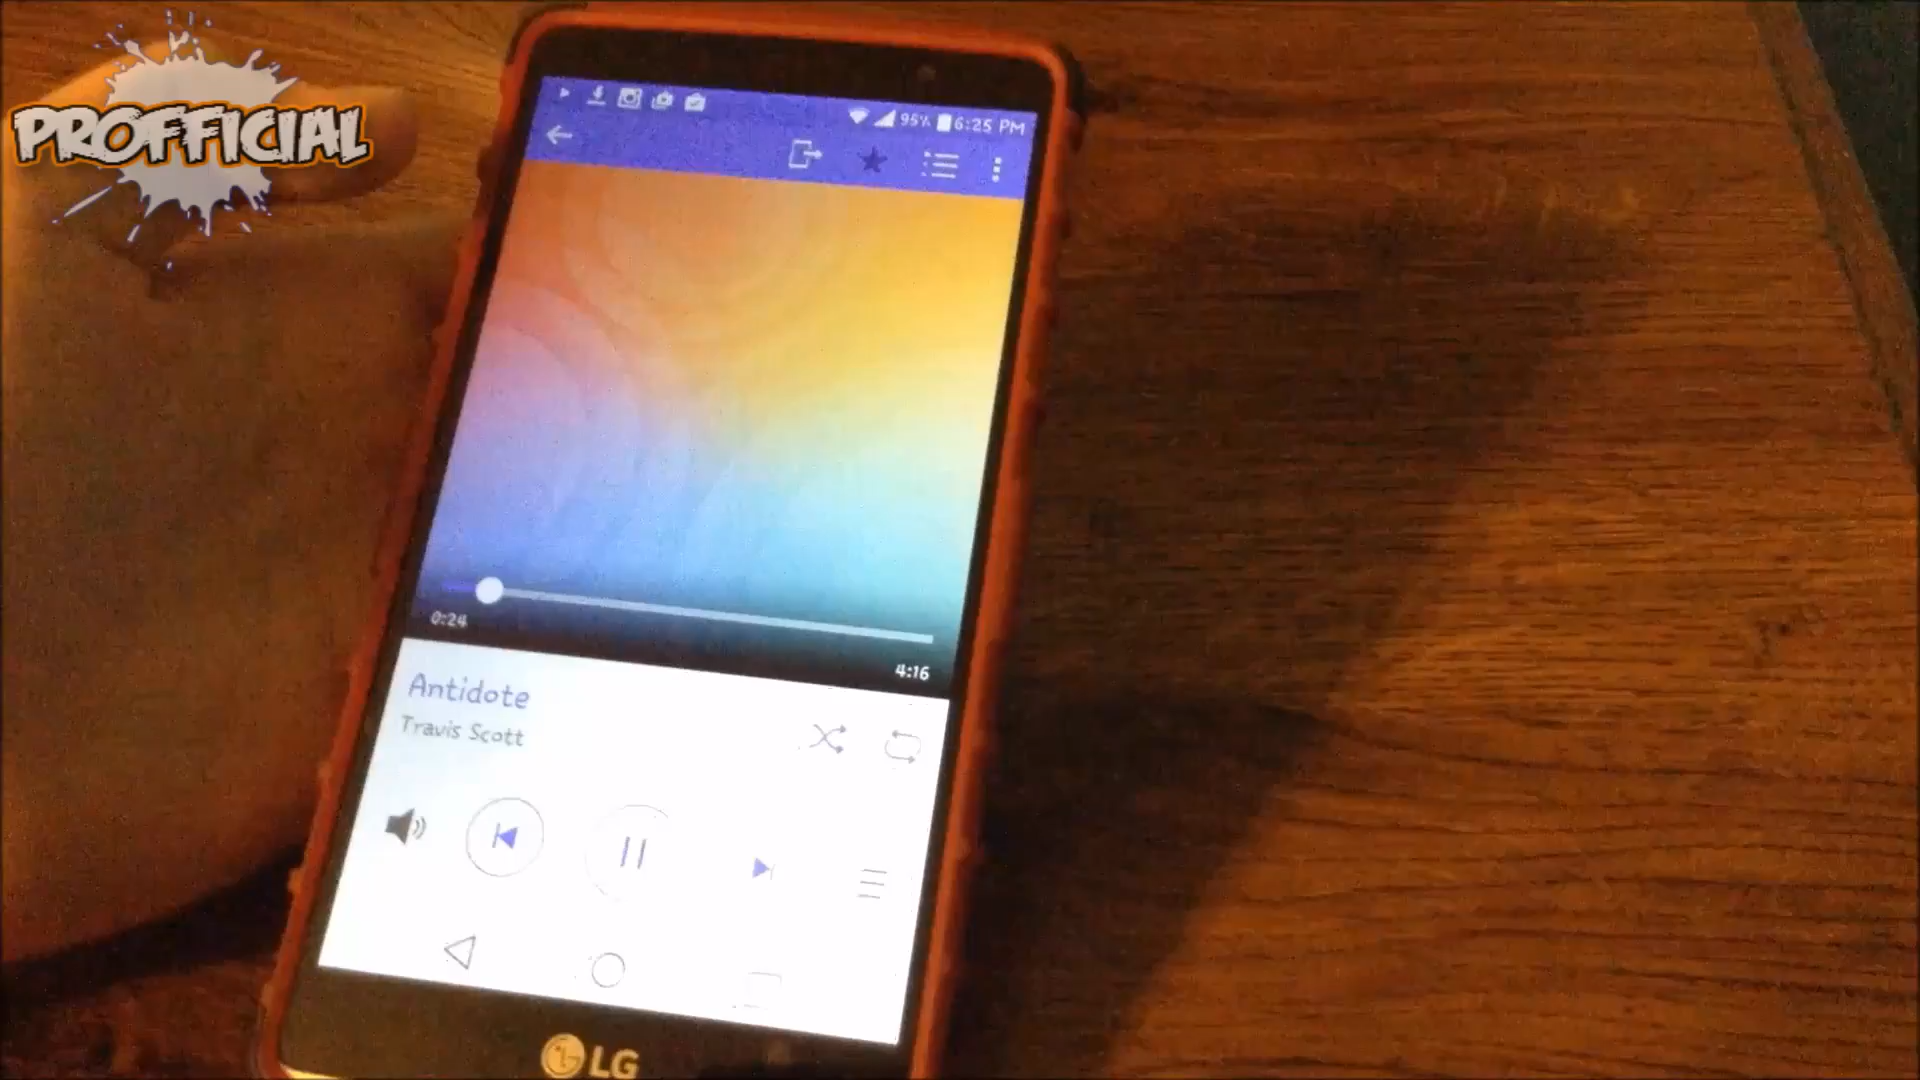 PROFFICIAL
95% 6:25 PM
0:24
4:16
Antidote
Travis Scott
LG